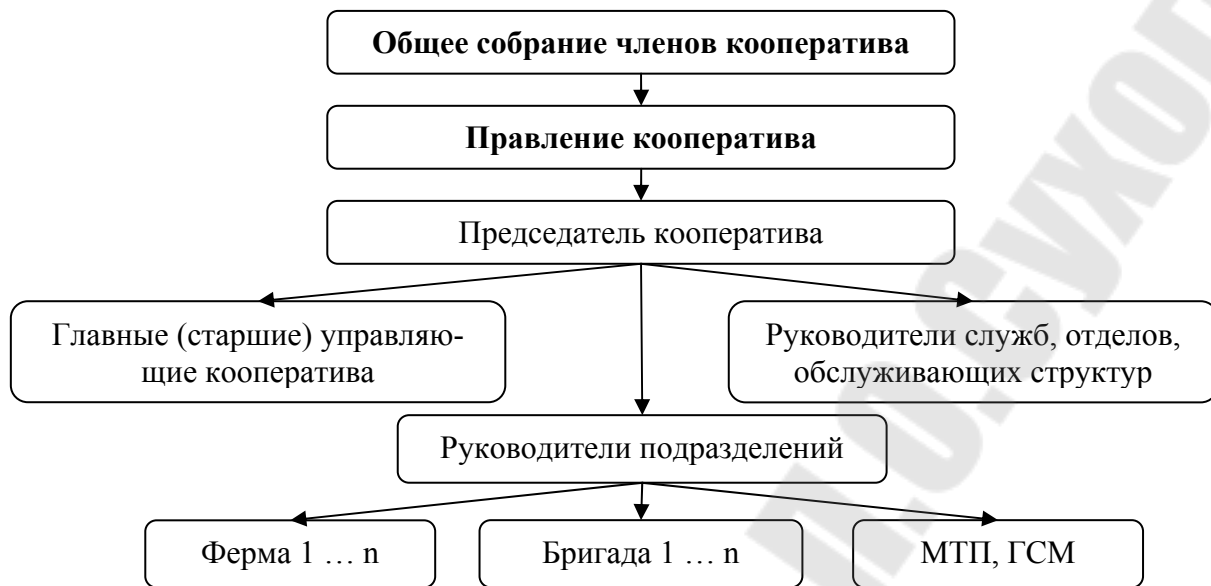 Общее собрание членов кооператива
Правление кооператива
Председатель кооператива
Главные (старшие) управляю-
щие кооператива
Руководители служб, отделов,
обслуживающих структур
Руководители подразделений
Ферма 1 … n
Бригада 1 … n
МТП, ГСМ